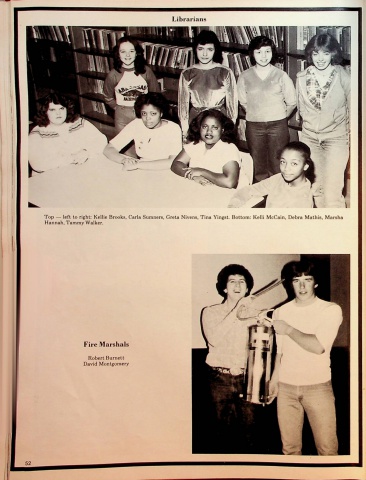 Librarians
Top — left to right: Kellie Brooks, Carla Sumners, Greta Nivens, Tina Yingst. Bottom: Kelli McCain, Debra Mathis, Marsha
Hannah, Tammy Walker.
Fire Marshals
Robert Burnett
David Montgomery
52